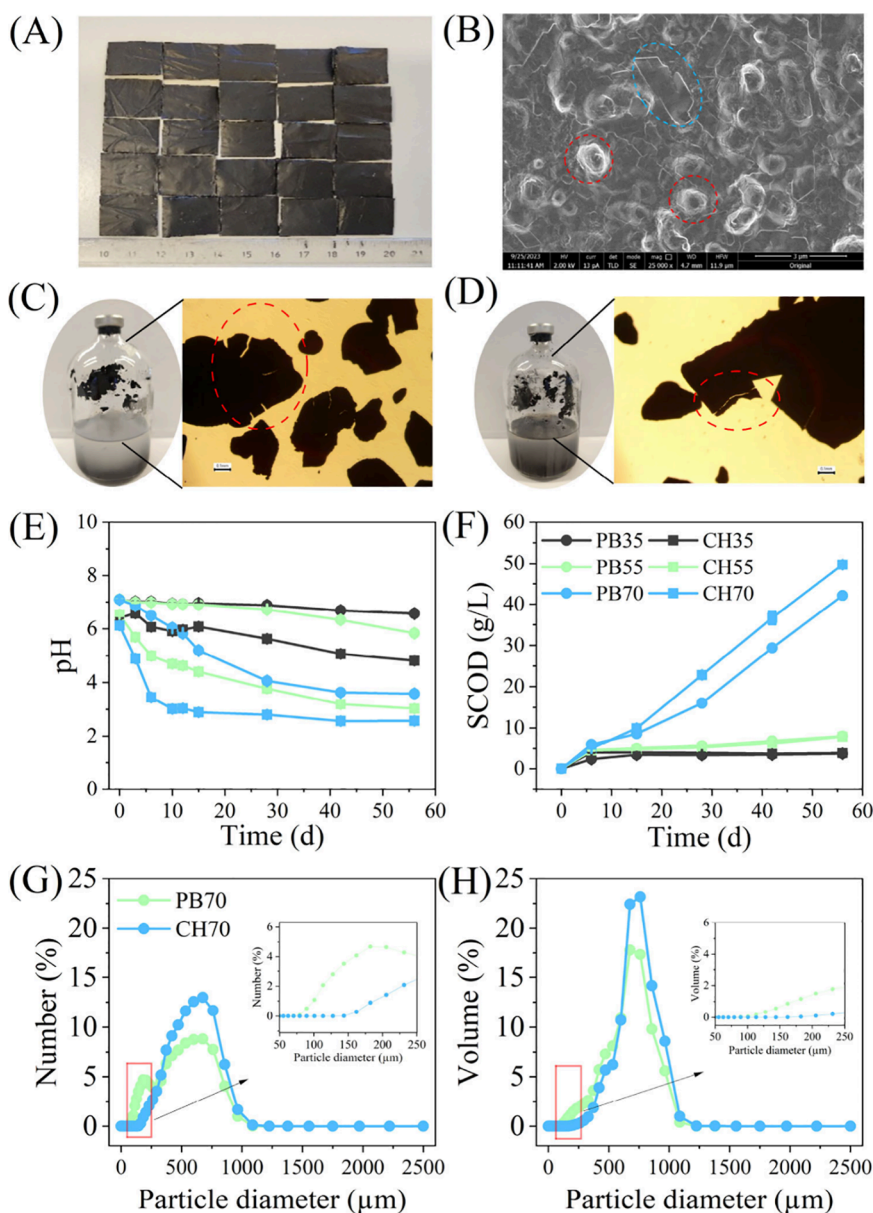 (A)
10 11 12 13 14 15 16 17 18 19 20 21
(B)
9/25/2023 HV curr det mode mag WD HFW 3 µm
11:11:41 AM 2.00 kV 13 pA TLD SE 25 000 x 4.7 mm 11.9 µm Original
(C)
0.1mm
(D)
0.1mm
(E)
10
8
6
4
2
0
pH
0 10 20 30 40 50 60
Time (d)
(F)
60
50
40
30
20
10
0
SCOD (g/L)
PB35 CH35
PB55 CH55
PB70 CH70
0 10 20 30 40 50 60
Time (d)
(G)
25
20
15
10
5
0
Number (%)
PB70
CH70
6
4
2
0
Number (%)
50 100 150 200 250
Particle diameter (µm)
0 500 1000 1500 2000 2500
Particle diameter (µm)
(H)
25
20
15
10
5
0
Volume (%)
6
4
2
0
Volume (%)
50 100 150 200 250
Particle diameter (µm)
0 500 1000 1500 2000 2500
Particle diameter (µm)